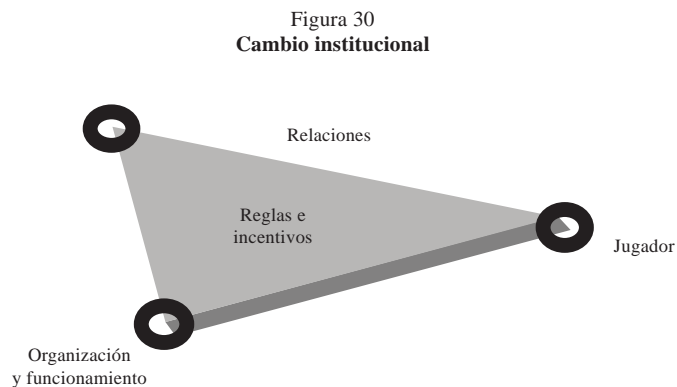 Figura 30
Cambio institucional
Relaciones
Reglas e
incentivos
Jugador
Organización
y funcionamiento